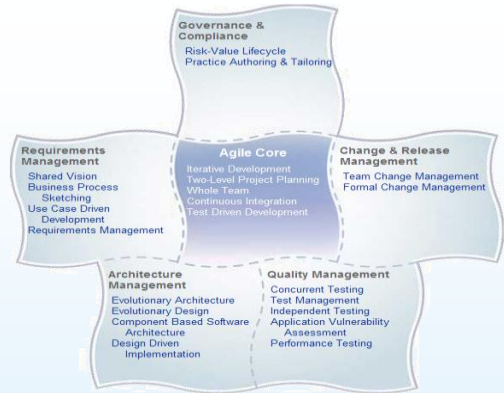 Governance &
Compliance
Risk-Value Lifecycle
Practice Authoring & Tailoring
Requirements
Management
Shared Vision
Business Process
Sketching
Use Case Driven
Development
Requirements Management
Agile Core
Iterative Development
Two-Level Project Planning
Whole Team
Continuous Integration
Test Driven Development
Change & Release
Management
Team Change Management
Formal Change Management
Architecture
Management
Evolutionary Architecture
Evolutionary Design
Component Based Software
Architecture
Design Driven
Implementation
Quality Management
Concurrent Testing
Test Management
Independent Testing
Application Vulnerability
Assessment
Performance Testing